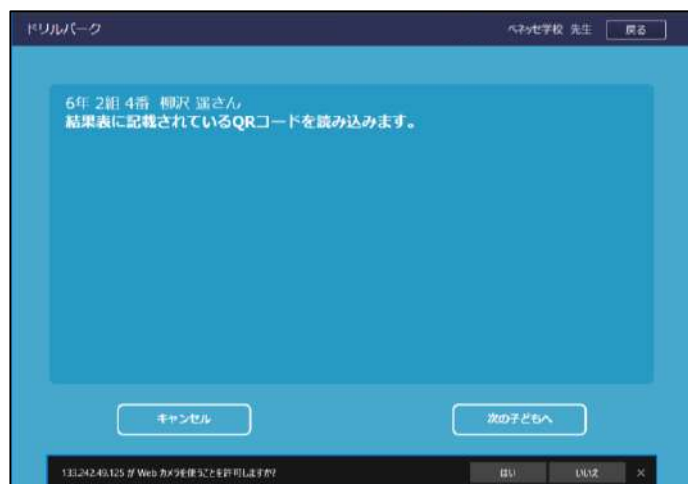 ドリルパーク
ベネッセ学校 先生
戻る
6年 2組 4番 柳沢 遥さん
結果表に記載されているQRコードを読み込みます。
キャンセル
次の子どもへ
133.242.49.125 が Web カメラを使うことを許可しますか?
はい
いいえ
×